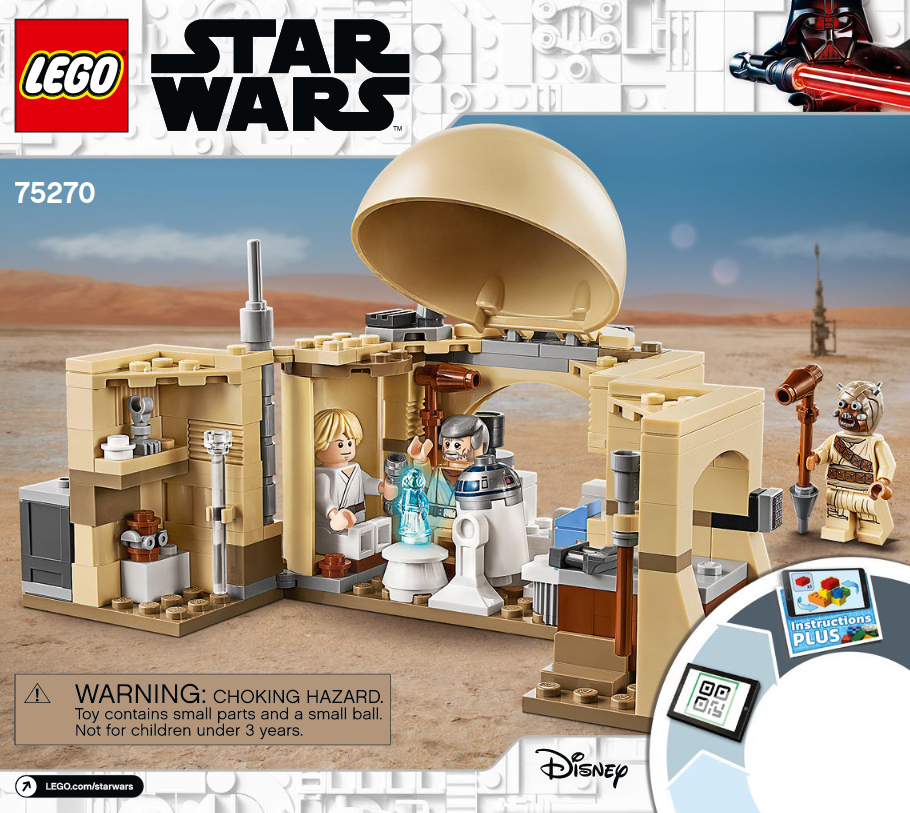 LEGO
STAR
WARS
™
75270
Instructions
PLUS
WARNING: CHOKING HAZARD.
Toy contains small parts and a small ball.
Not for children under 3 years.
DISNEY
LEGO.com/starwars